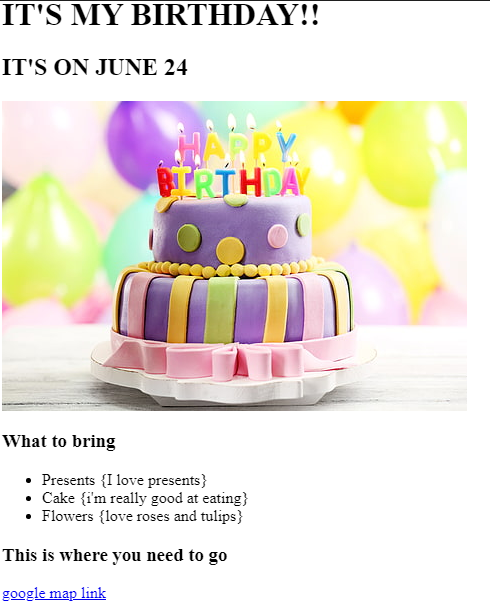 IT'S MY BIRTHDAY!!
IT'S ON JUNE 24
HAPPY
BIRTHDAY
What to bring
Presents {I love presents}
Cake {i'm really good at eating}
Flowers {love roses and tulips}
This is where you need to go
google map link